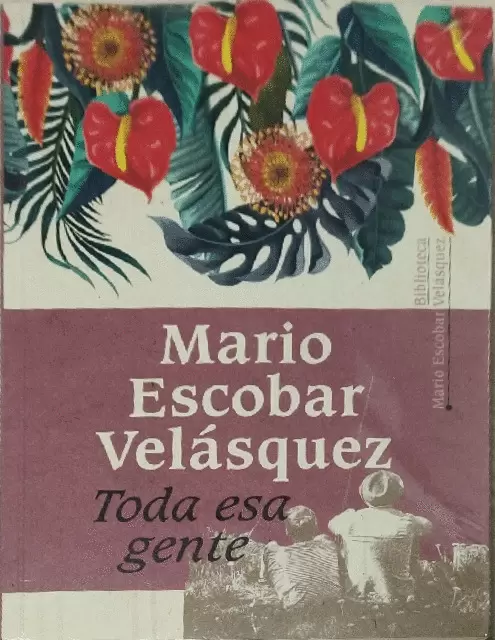 Biblioteca
Mario Escobar Velásquez
Mario
Escobar
Velásquez
Toda esa
gente